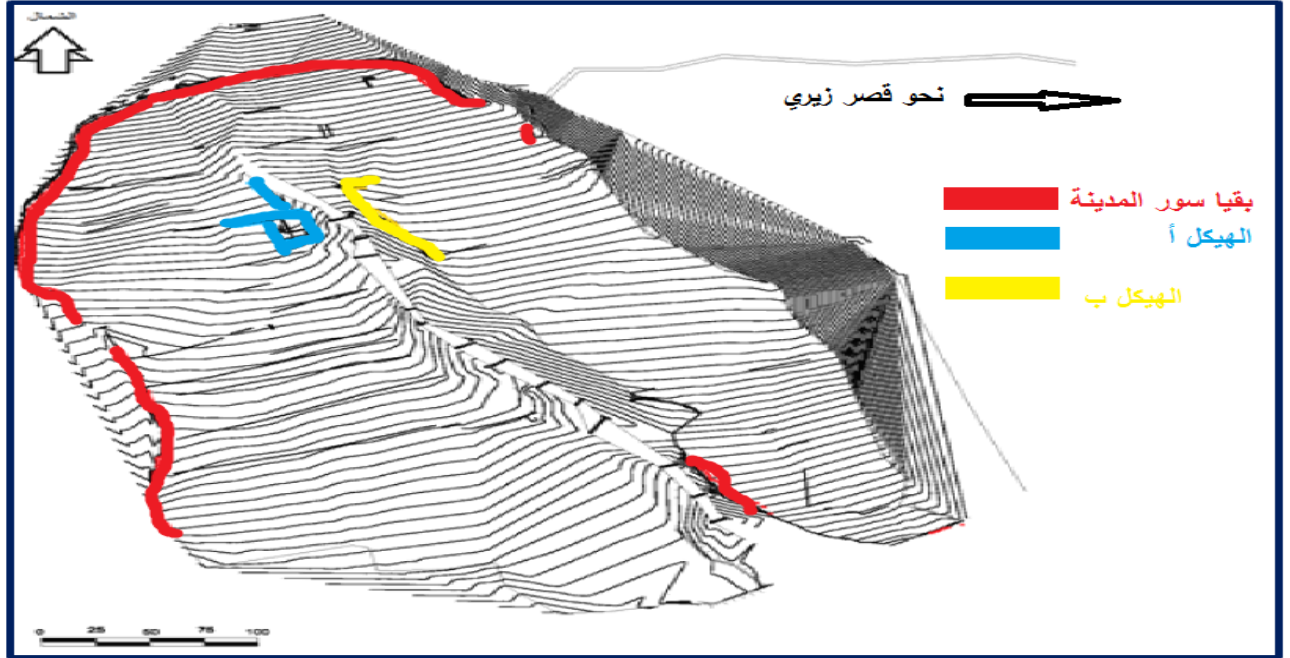 الشمال
نحو قصر زيري
بقيا سور المدينة
الهيكل أ
الهيكل ب
0 25 50 75 100